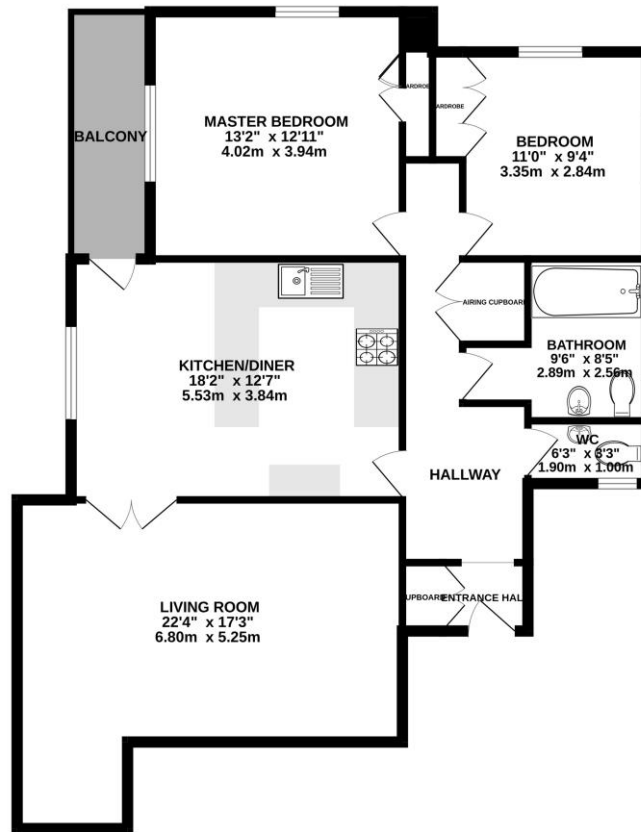 BALCONY
MASTER BEDROOM
13'2" x 12'11"
4.02m x 3.94m
ARDROBE
ARDROBE
BEDROOM
11'0" x 9'4"
3.35m x 2.84m
AIRING CUPBOARD
KITCHEN/DINER
18'2" x 12'7"
5.53m x 3.84m
BATHROOM
9'6" x 8'5"
2.89m x 2.56m
WC
6'3" x 3'3"
1.90m x 1.00m
HALLWAY
UPBOARD
ENTRANCE HAL
LIVING ROOM
22'4" x 17'3"
6.80m x 5.25m